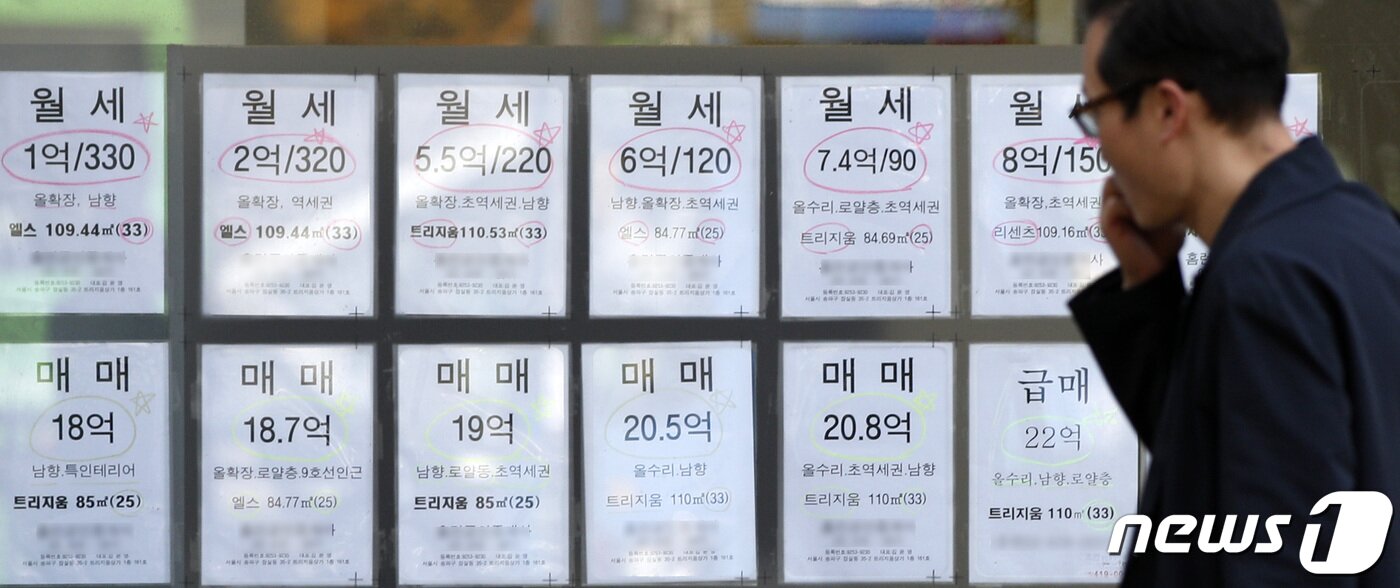 월 세
1억/330
올확장, 남향
엘스 109.44㎡(33)
월 세
2억/320
올확장, 역세권
엘스 109.44㎡(33)
월 세
5.5억/220
올확장.초역세권.남향
트리지움110.53㎡(33)
월 세
6억/120
남향.올확장.초역세권
엘스 84.77㎡(25)
월 세
7.4억/90
올수리.로얄층.초역세권
트리지움 84.69㎡(25)
월
8억/150
올확장,초역세권
리센츠109.16㎡
매 매
18억
남향.특인테리어
트리지움 85㎡(25)
매 매
18.7억
올확장.로얄층.9호선인근
엘스 84.77㎡(25)
매 매
19억
남향.로얄동.초역세권
트리지움 85㎡(25)
매 매
20.5억
올수리.남향
트리지움 110㎡(33)
매 매
20.8억
올수리.초역세권.남향
트리지움 110㎡(33)
급매
22억
올수리.남향.로얄층
트리지움 110㎡(33)
news1